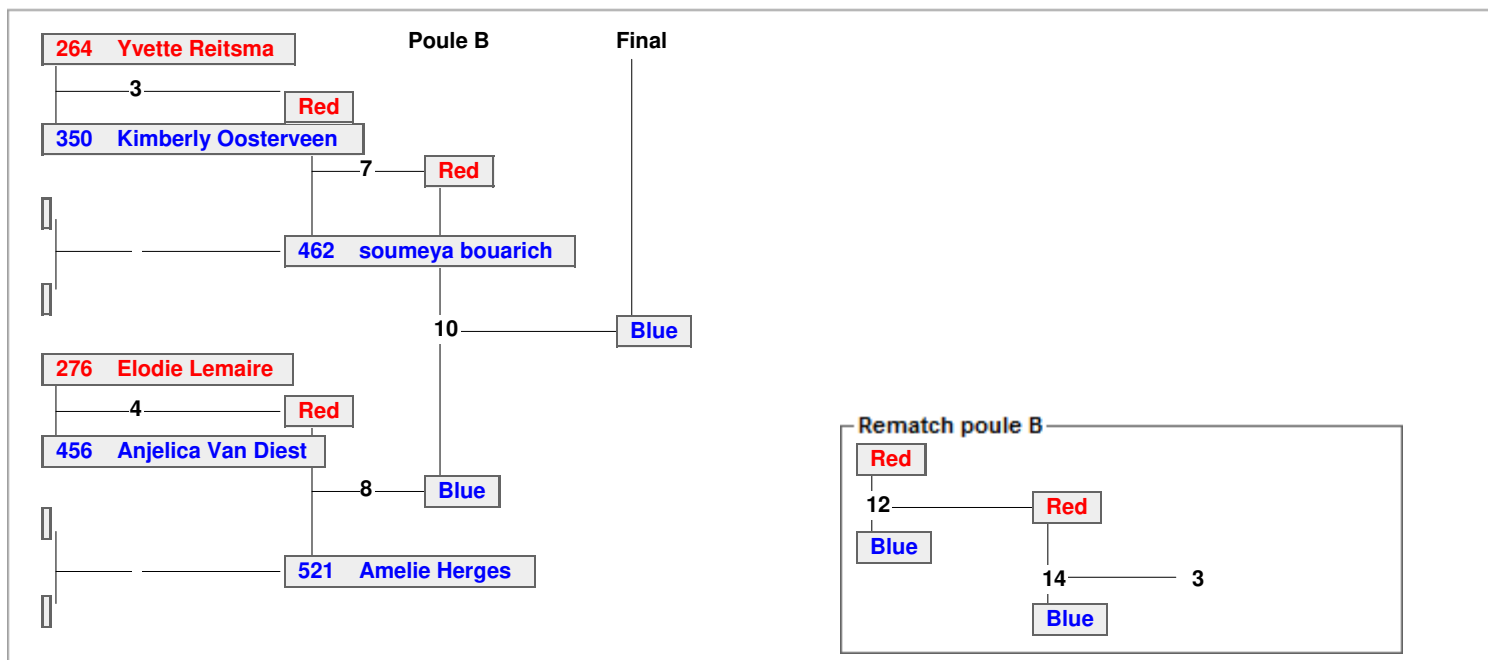 264 Yvette Reitsma
Poule B
Final
3
Red
350 Kimberly Oosterveen
7
Red
462 soumeya bouarich
10
Blue
276 Elodie Lemaire
4
Red
456 Anjelica Van Diest
8
Blue
521 Amelie Herges
Rematch poule B
Red
12
Red
Blue
14
3
Blue